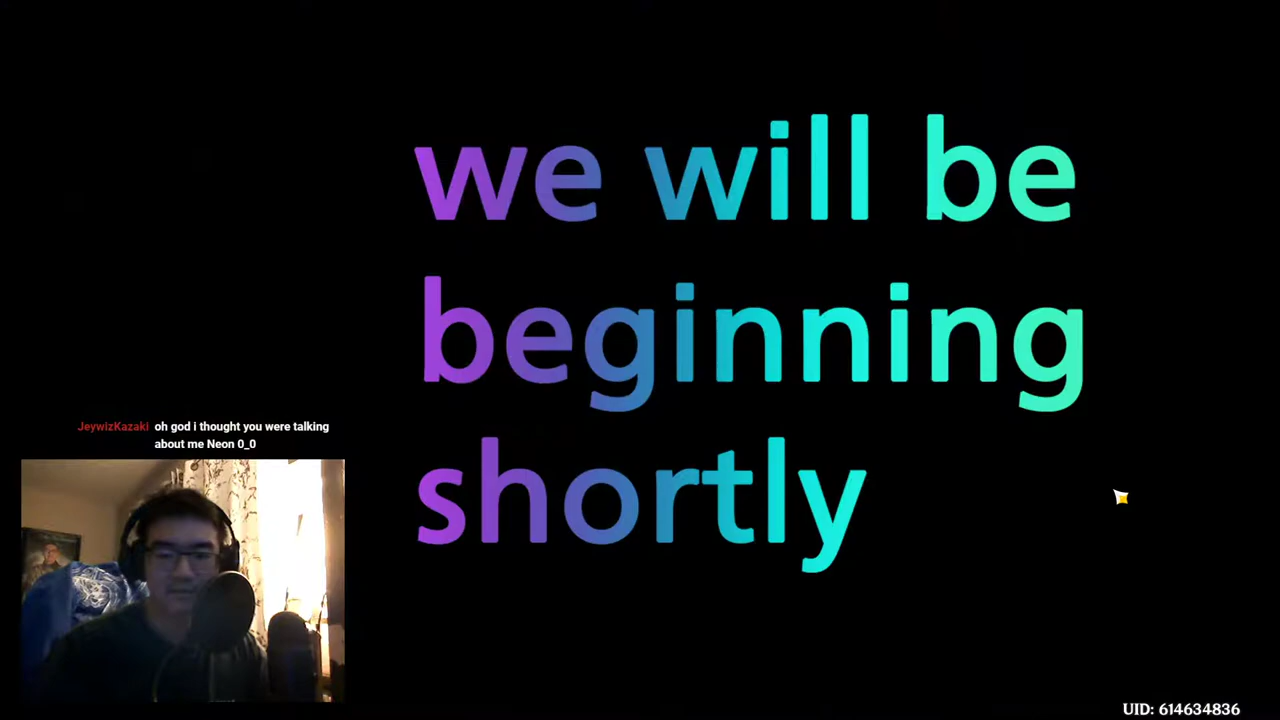 we will be
beginning
shortly
JeywizKazaki oh god i thought you were talking
about me Neon 0_0
UID: 614634836